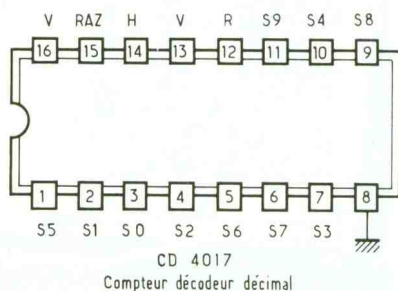 V RAZ H V R S9 S4 S8
16 15 14 13 12 11 10 9
1 2 3 4 5 6 7 8
S5 S1 S0 S2 S6 S7 S3
CD 4017
Compteur décodeur décimal